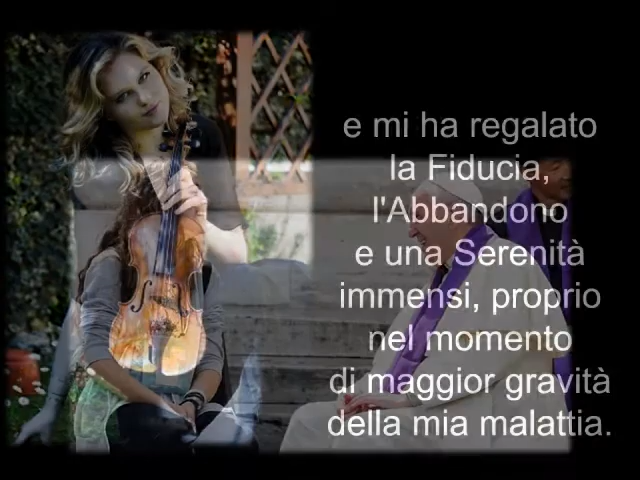 e mi ha regalato
la Fiducia,
l'Abbandono
e una Serenità
immensi, proprio
nel momento
di maggior gravità
della mia malattia.